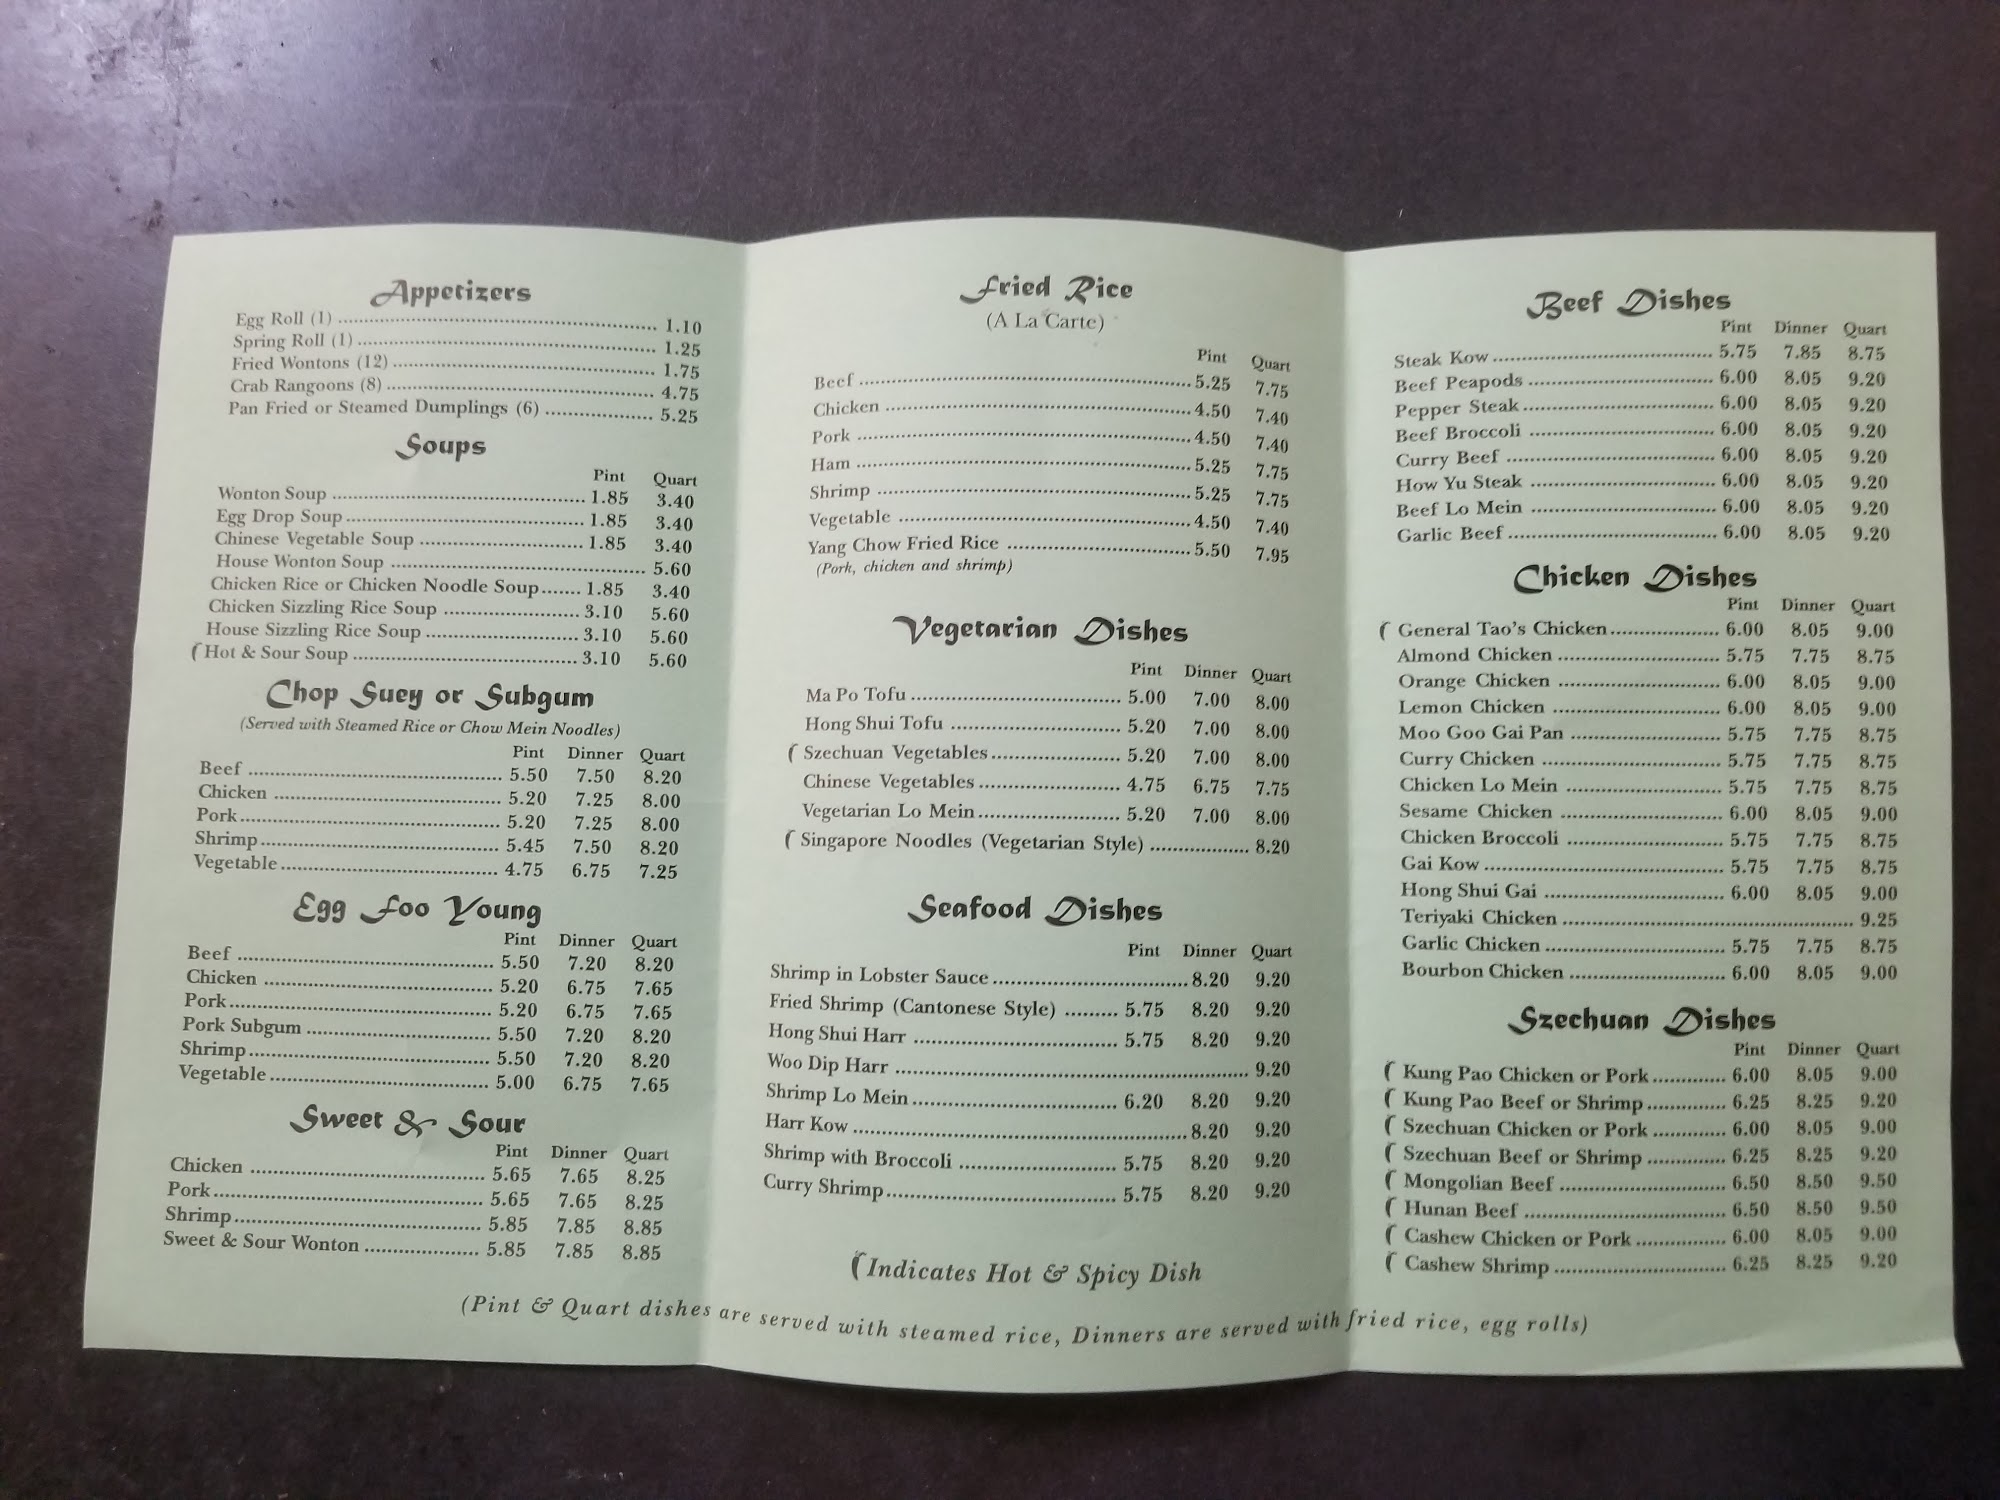 Appetizers
Egg Roll (1) 1.10
Spring Roll (1) 1.25
Fried Wontons (12) 1.75
Crab Rangoons (8) 4.75
Pan Fried or Steamed Dumplings (6) 5.25
Soups
Pint Quart
Wonton Soup 1.85 3.40
Egg Drop Soup 1.85 3.40
Chinese Vegetable Soup 1.85 3.40
House Wonton Soup 5.60
Chicken Rice or Chicken Noodle Soup 1.85 3.40
Chicken Sizzling Rice Soup 3.10 5.60
House Sizzling Rice Soup 3.10 5.60
Hot & Sour Soup 3.10 5.60
Chop Suey or Subgum
(Served with Steamed Rice or Chow Mein Noodles)
Pint Dinner Quart
Beef 5.50 7.50 8.20
Chicken 5.20 7.25 8.00
Pork 5.20 7.25 8.00
Shrimp 5.45 7.50 8.20
Vegetable 4.75 6.75 7.25
Egg Foo Young
Pint Dinner Quart
Beef 5.50 7.20 8.20
Chicken 5.20 6.75 7.65
Pork 5.20 6.75 7.65
Pork Subgum 5.50 7.20 8.20
Shrimp 5.50 7.20 8.20
Vegetable 5.00 6.75 7.65
Sweet & Sour
Pint Dinner Quart
Chicken 5.65 7.65 8.25
Pork 5.65 7.65 8.25
Shrimp 5.85 7.85 8.85
Sweet & Sour Wonton 5.85 7.85 8.85
Fried Rice
(A La Carte)
Pint Quart
Beef 5.25 7.75
Chicken 4.50 7.40
Pork 4.50 7.40
Ham 5.25 7.75
Shrimp 5.25 7.75
Vegetable 4.50 7.40
Yang Chow Fried Rice 5.50 7.95
(Pork, chicken and shrimp)
Vegetarian Dishes
Pint Dinner Quart
Ma Po Tofu 5.00 7.00 8.00
Hong Shui Tofu 5.20 7.00 8.00
Szechuan Vegetables 5.20 7.00 8.00
Chinese Vegetables 4.75 6.75 7.75
Vegetarian Lo Mein 5.20 7.00 8.00
Singapore Noodles (Vegetarian Style) 8.20
Seafood Dishes
Pint Dinner Quart
Shrimp in Lobster Sauce 8.20 9.20
Fried Shrimp (Cantonese Style) 5.75 8.20 9.20
Hong Shui Harr 5.75 8.20 9.20
Woo Dip Harr 9.20
Shrimp Lo Mein 6.20 8.20 9.20
Harr Kow 8.20 9.20
Shrimp with Broccoli 5.75 8.20 9.20
Curry Shrimp 5.75 8.20 9.20
Indicates Hot & Spicy Dish
Beef Dishes
Pint Dinner Quart
Steak Kow 5.75 7.85 8.75
Beef Peapods 6.00 8.05 9.20
Pepper Steak 6.00 8.05 9.20
Beef Broccoli 6.00 8.05 9.20
Curry Beef 6.00 8.05 9.20
How Yu Steak 6.00 8.05 9.20
Beef Lo Mein 6.00 8.05 9.20
Garlic Beef 6.00 8.05 9.20
Chicken Dishes
Pint Dinner Quart
General Tao's Chicken 6.00 8.05 9.00
Almond Chicken 5.75 7.75 8.75
Orange Chicken 6.00 8.05 9.00
Lemon Chicken 6.00 8.05 9.00
Moo Goo Gai Pan 5.75 7.75 8.75
Curry Chicken 5.75 7.75 8.75
Chicken Lo Mein 5.75 7.75 8.75
Sesame Chicken 6.00 8.05 9.00
Chicken Broccoli 5.75 7.75 8.75
Gai Kow 5.75 7.75 8.75
Hong Shui Gai 6.00 8.05 9.00
Teriyaki Chicken 9.25
Garlic Chicken 5.75 7.75 8.75
Bourbon Chicken 6.00 8.05 9.00
Szechuan Dishes
Pint Dinner Quart
Kung Pao Chicken or Pork 6.00 8.05 9.00
Kung Pao Beef or Shrimp 6.25 8.25 9.20
Szechuan Chicken or Pork 6.00 8.05 9.00
Szechuan Beef or Shrimp 6.25 8.25 9.20
Mongolian Beef 6.50 8.50 9.50
Hunan Beef 6.50 8.50 9.50
Cashew Chicken or Pork 6.00 8.05 9.00
Cashew Shrimp 6.25 8.25 9.20
(Pint & Quart dishes are served with steamed rice, Dinners are served with fried rice, egg rolls)